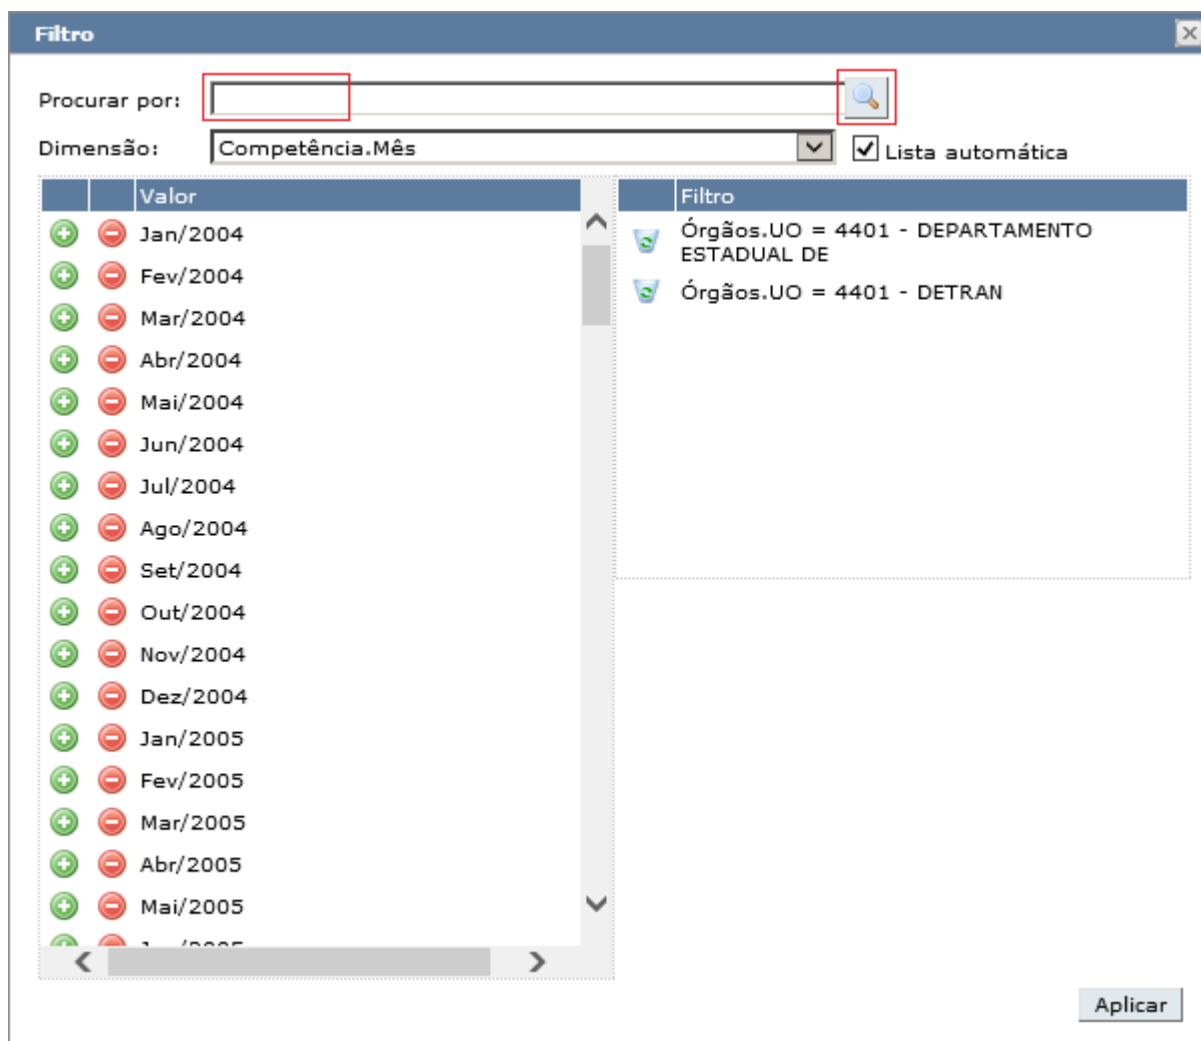 Filtro
Procurar por:
Dimensão: Competência.Mês Lista automática
Valor
Jan/2004
Fev/2004
Mar/2004
Abr/2004
Mai/2004
Jun/2004
Jul/2004
Ago/2004
Set/2004
Out/2004
Nov/2004
Dez/2004
Jan/2005
Fev/2005
Mar/2005
Abr/2005
Mai/2005
Filtro
Órgãos.UO = 4401 - DEPARTAMENTO
ESTADUAL DE
Órgãos.UO = 4401 - DETRAN
Aplicar